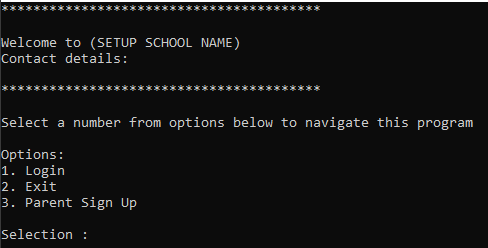 ****************************************
Welcome to (SETUP SCHOOL NAME)
Contact details:
****************************************
Select a number from options below to navigate this program
Options:
1. Login
2. Exit
3. Parent Sign Up
Selection :